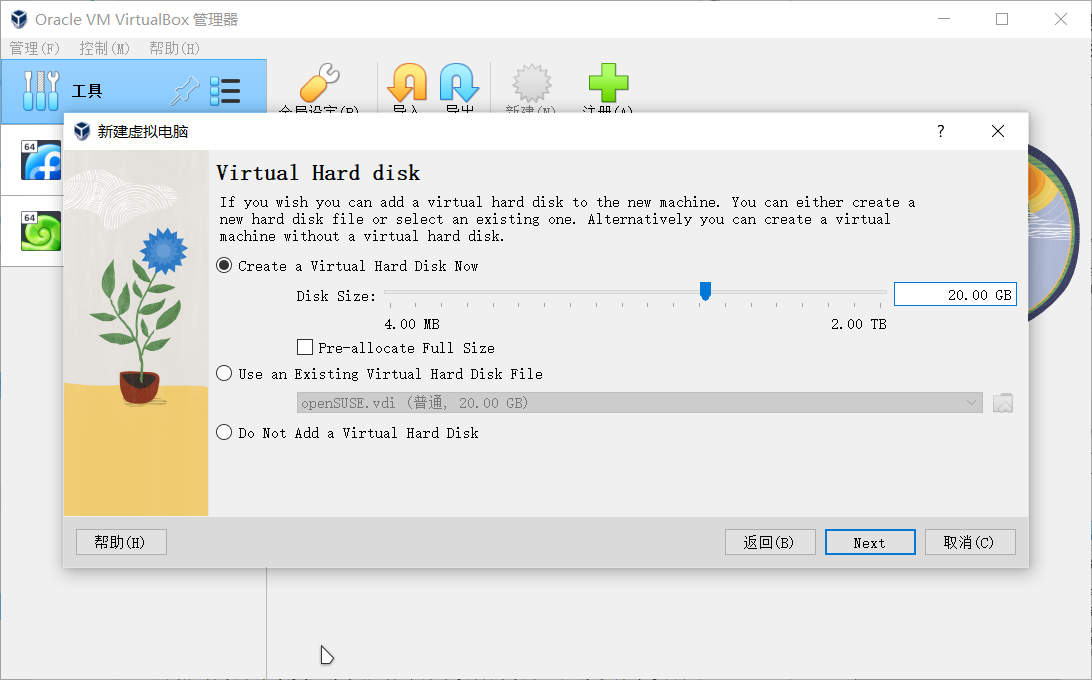 Oracle VM VirtualBox 管理器
管理(F) 控制(M) 帮助(H)
工具
全局设定(P) 导入 导出 新建(N) 注册(A)
64
64
新建虚拟电脑
?
Virtual Hard disk
If you wish you can add a virtual hard disk to the new machine. You can either create a
new hard disk file or select an existing one. Alternatively you can create a virtual
machine without a virtual hard disk.
Create a Virtual Hard Disk Now
Disk Size: 20.00 GB
4.00 MB 2.00 TB
Pre-allocate Full Size
Use an Existing Virtual Hard Disk File
openSUSE.vdi (普通, 20.00 GB)
Do Not Add a Virtual Hard Disk
帮助(H) 返回(B) Next 取消(C)